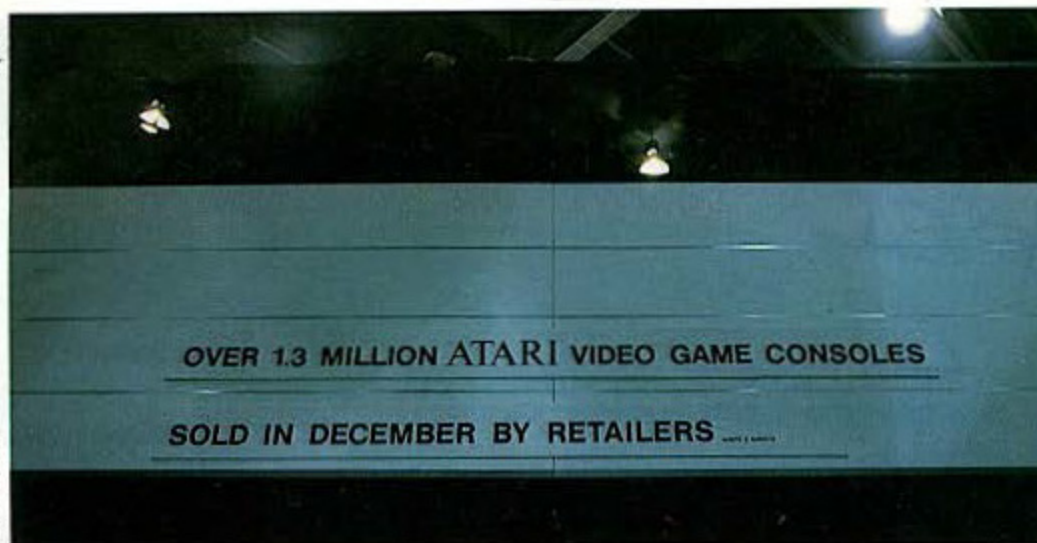 OVER 1.3 MILLION ATARI VIDEO GAME CONSOLES
SOLD IN DECEMBER BY RETAILERS